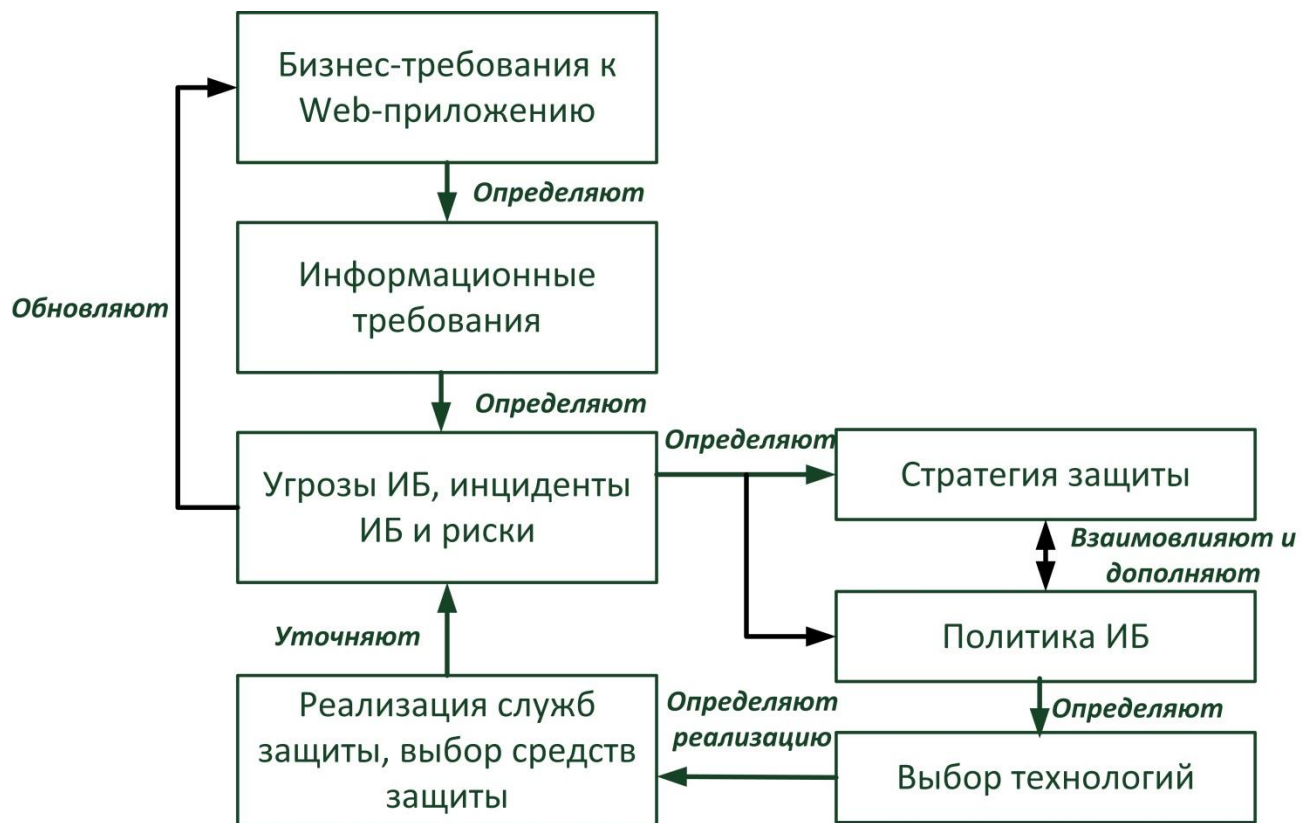 Бизнес-требования к
Web-приложению
Определяют
Информационные
требования
Обновляют
Определяют
Определяют
Угрозы ИБ, инциденты
ИБ и риски
Стратегия защиты
Взаимовлияют и
дополняют
Политика ИБ
Уточняют
Определяют
реализацию
Определяют
Реализация служб
защиты, выбор средств
защиты
Выбор технологий